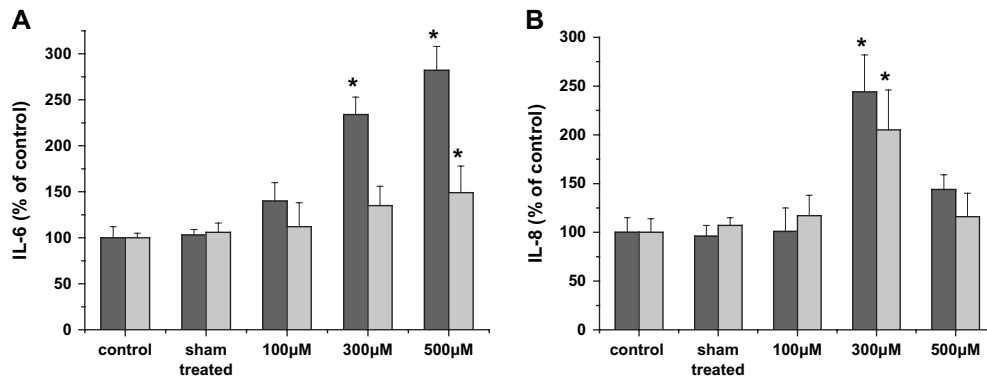 A
IL-6 (% of control)
300
250
200
150
100
50
0
* * *
control sham treated 100µM 300µM 500µM
B
IL-8 (% of control)
300
250
200
150
100
50
0
* *
control sham treated 100µM 300µM 500µM